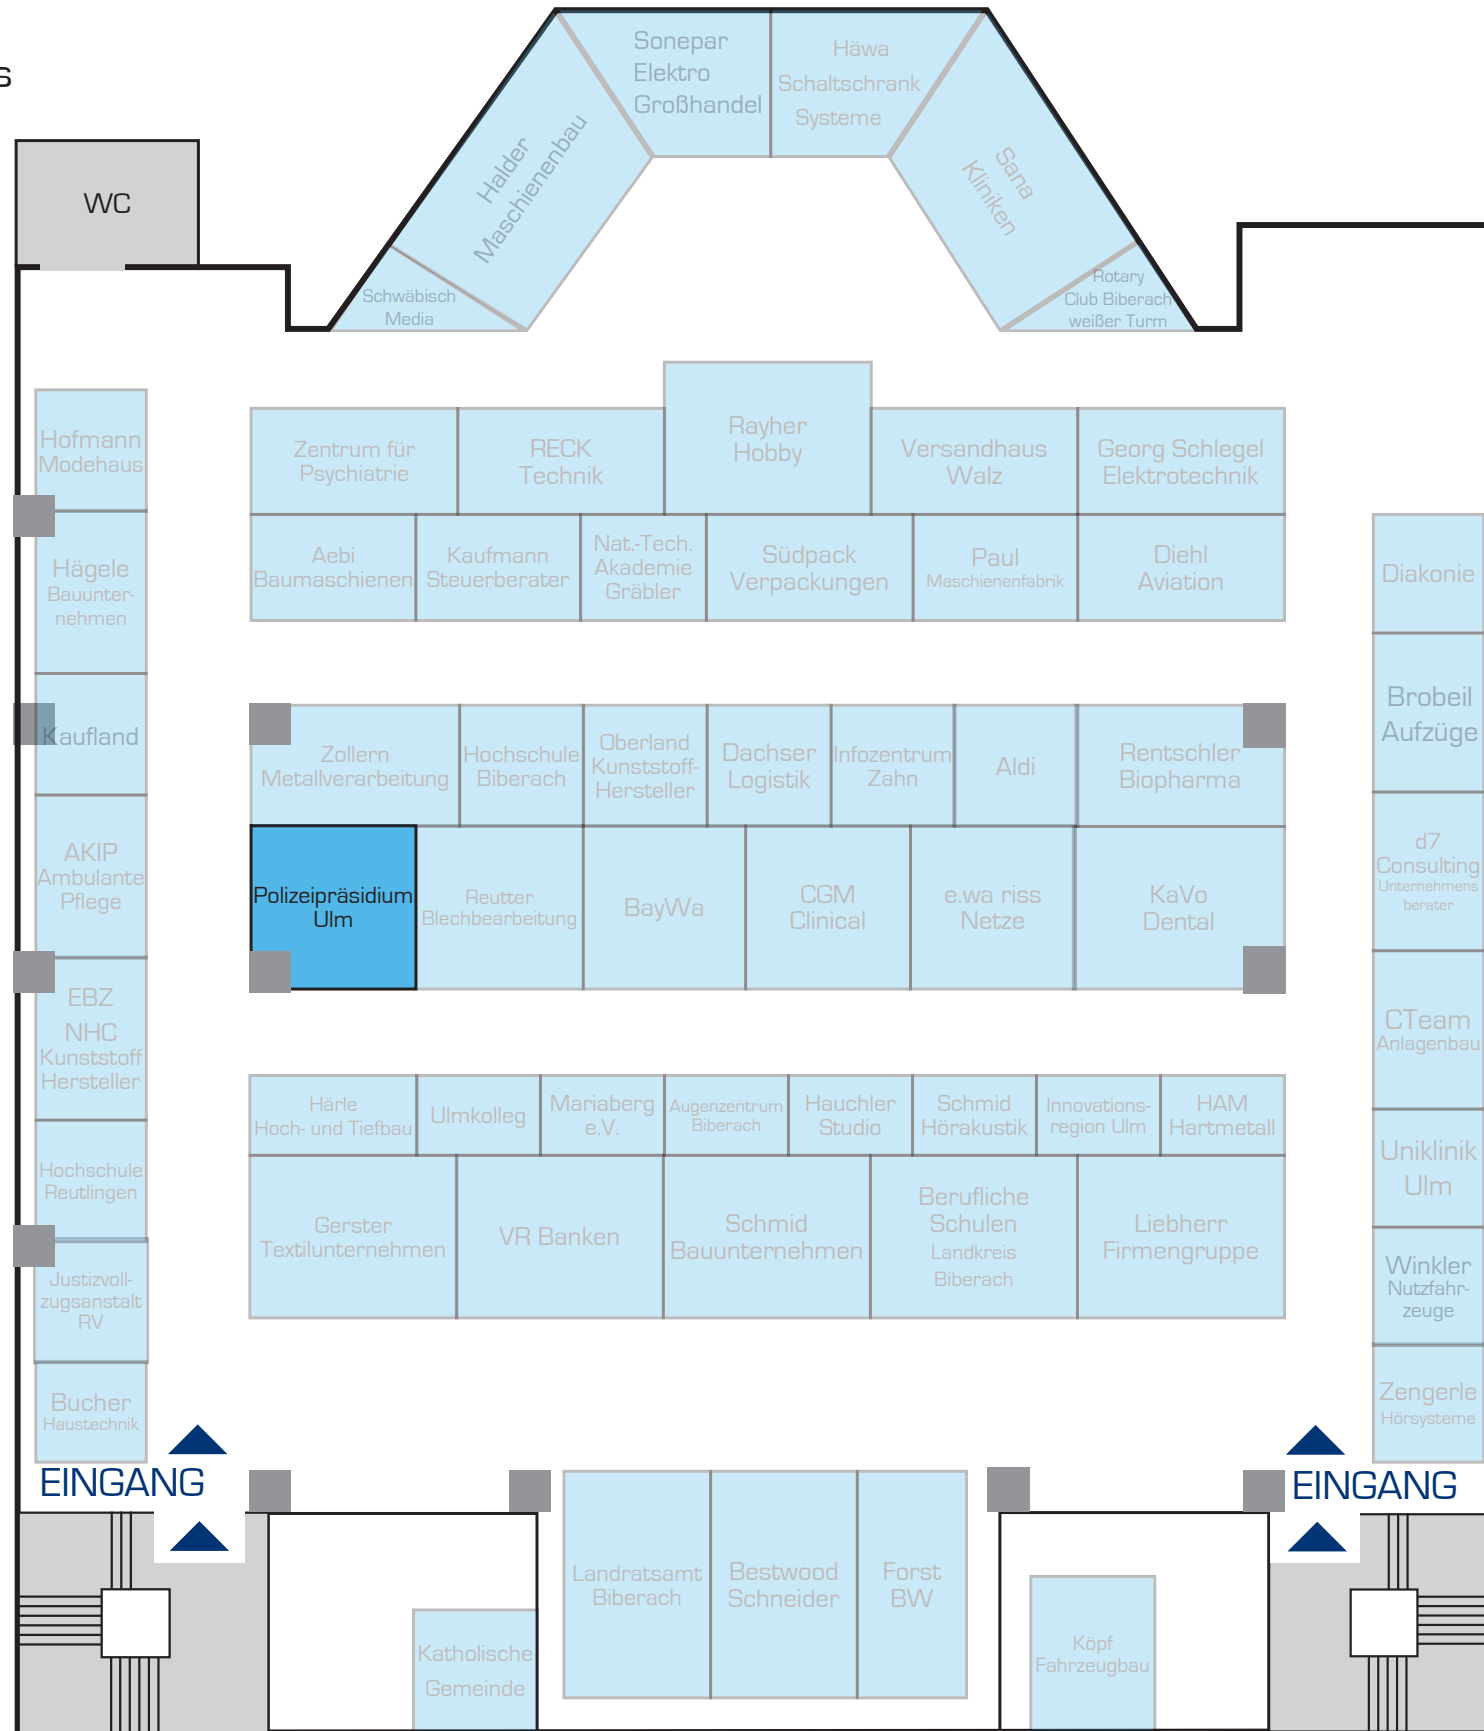 s
Sonepar
Elektro
Großhandel
Häwa
Schaltschrank
Systeme
Halder
Maschienenbau
Sana
Kliniken
WC
Schwäbisch
Media
Rotary
Club Biberach
weißer Turm
Hofmann
Modehaus
Hägele
Bauunter-
nehmen
Kaufland
AKIP
Ambulante
Pflege
EBZ
NHC
Kunststoff
Hersteller
Hochschule
Reutlingen
Justizvoll-
zugsanstalt
RV
Bucher
Haustechnik
Zentrum für
Psychiatrie
RECK
Technik
Rayher
Hobby
Versandhaus
Walz
Georg Schlegel
Elektrotechnik
Aebi
Baumaschienen
Kaufmann
Steuerberater
Nat.-Tech.
Akademie
Gräbler
Südpack
Verpackungen
Paul
Maschienenfabrik
Diehl
Aviation
Zollern
Metallverarbeitung
Hochschule
Biberach
Oberland
Kunststoff-
Hersteller
Dachser
Logistik
Infozentrum
Zahn
Aldi
Rentschler
Biopharma
Polizeipräsidium
Ulm
Reutter
Blechbearbeitung
BayWa
CGM
Clinical
e.wa riss
Netze
KaVo
Dental
Härle
Hoch- und Tiefbau
Ulmkolleg
Mariaberg
e.V.
Augenzentrum
Biberach
Hauchler
Studio
Schmid
Hörakustik
Innovations-
region Ulm
HAM
Hartmetall
Gerster
Textilunternehmen
VR Banken
Schmid
Bauunternehmen
Berufliche
Schulen
Landkreis
Biberach
Liebherr
Firmengruppe
Diakonie
Brobeil
Aufzüge
d7
Consulting
Unternehmens
berater
CTeam
Anlagenbau
Uniklinik
Ulm
Winkler
Nutzfahr-
zeuge
Zengerle
Hörsysteme
EINGANG
EINGANG
Landratsamt
Biberach
Bestwood
Schneider
Forst
BW
Katholische
Gemeinde
Köpf
Fahrzeugbau